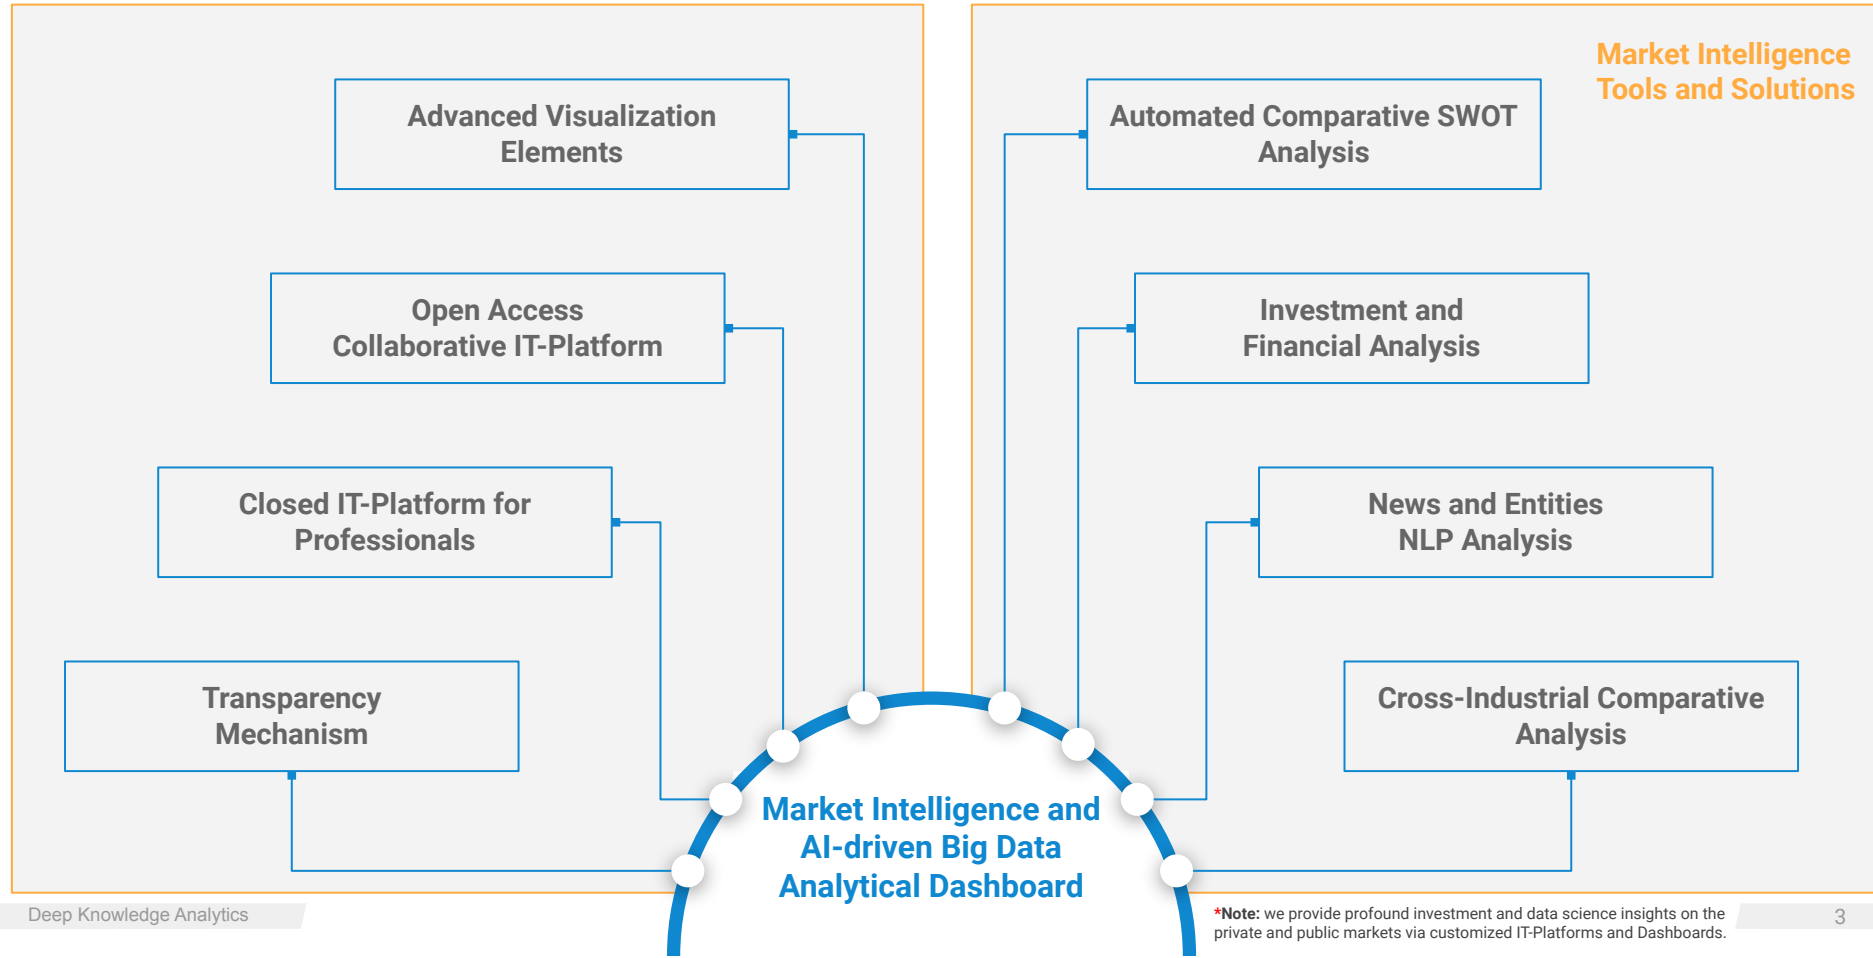 Market Intelligence
Tools and Solutions
Advanced Visualization
Elements
Automated Comparative SWOT
Analysis
Open Access
Collaborative IT-Platform
Investment and
Financial Analysis
Closed IT-Platform for
Professionals
News and Entities
NLP Analysis
Transparency
Mechanism
Cross-Industrial Comparative
Analysis
Market Intelligence and
AI-driven Big Data
Analytical Dashboard
Deep Knowledge Analytics
*Note: we provide profound investment and data science insights on the
private and public markets via customized IT-Platforms and Dashboards.
3